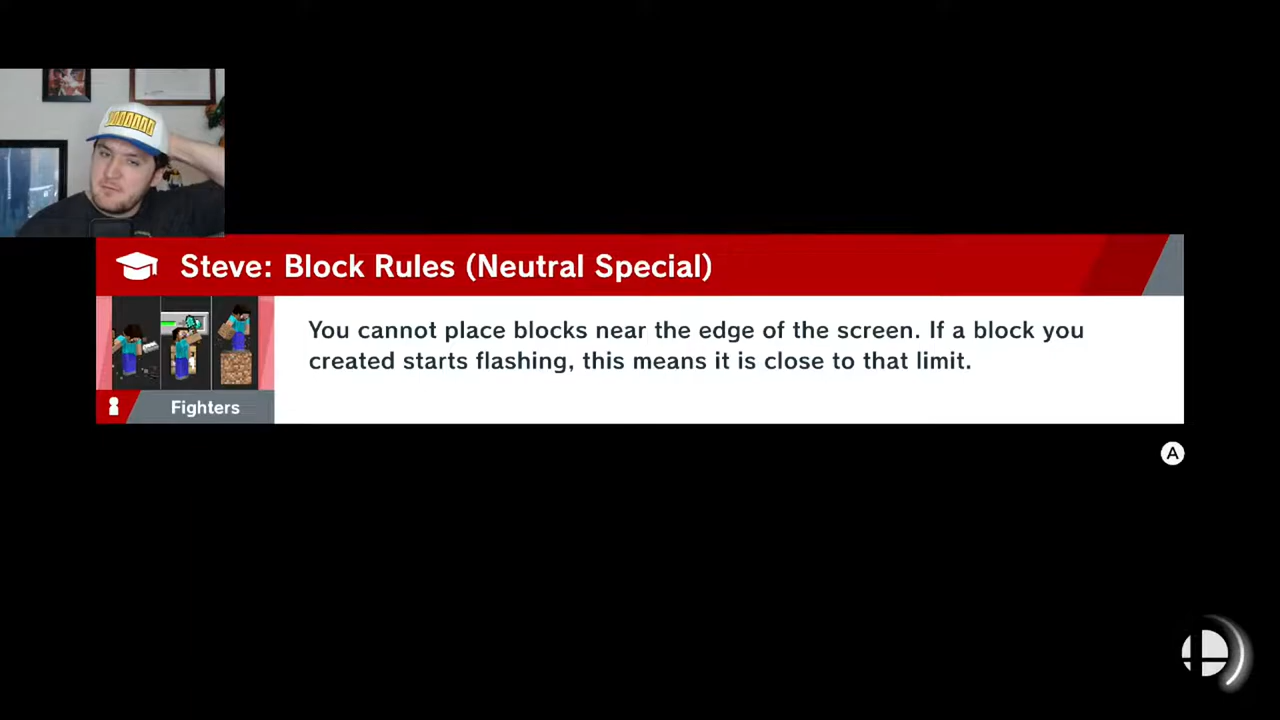 Steve: Block Rules (Neutral Special)
You cannot place blocks near the edge of the screen. If a block you
created starts flashing, this means it is close to that limit.
Fighters
A